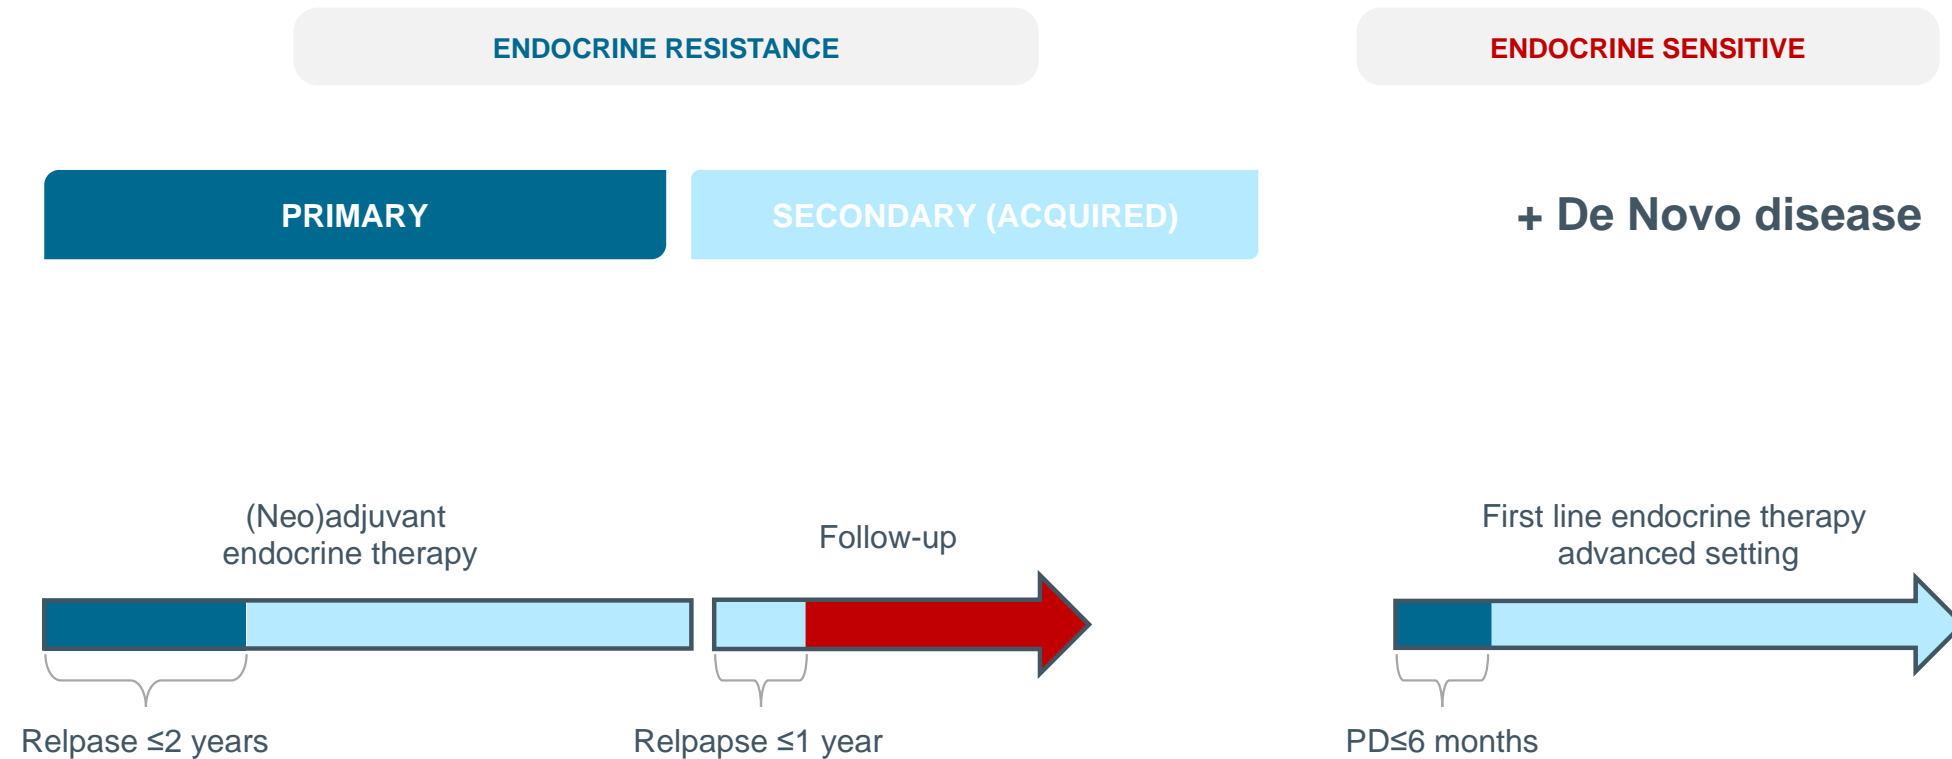 ENDOCRINE RESISTANCE
ENDOCRINE SENSITIVE
PRIMARY
SECONDARY (ACQUIRED)
+ De Novo disease
(Neo)adjuvant
endocrine therapy
Follow-up
First line endocrine therapy
advanced setting
Relpase ≤2 years
Relpapse ≤1 year
PD≤6 months